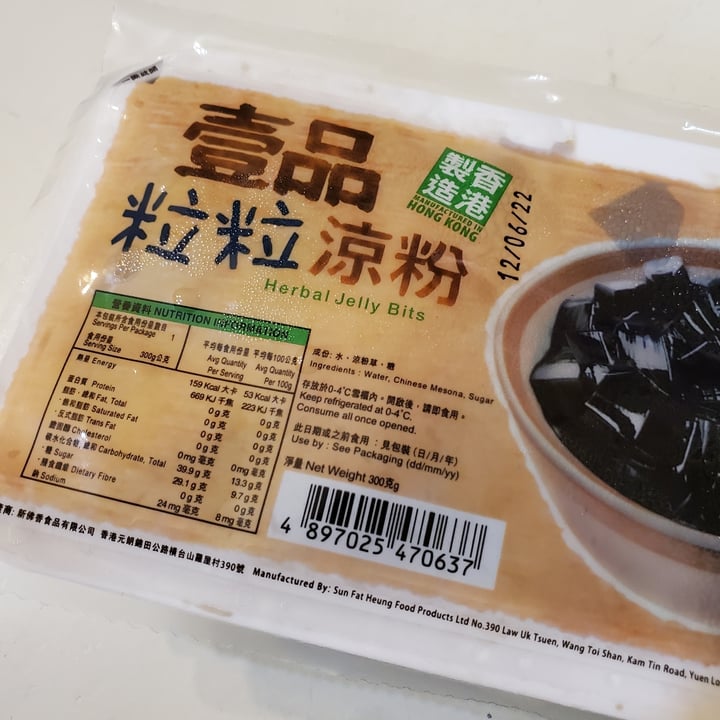 壹品
粒粒涼粉
Herbal Jelly Bits
香港
製造
MANUFACTURED IN
HONG KONG
12/06/22
營養資料 NUTRITION INFORMATION
本包裝所含食用份量數目
Servings Per Package 1
食用份量
Serving Size 300g公克
平均每食用份量 平均每100公克
Avg Quantity Avg Quantity
Per Serving Per 100g
熱量 Energy 159 Kcal 大卡 53 Kcal 大卡
669 KJ 千焦 223 KJ 千焦
蛋白質 Protein 0g 克 0g 克
脂肪, 總和 Fat, Total 0g 克 0g 克
·飽和脂肪 Saturated Fat 0g 克 0g 克
·反式脂肪 Trans Fat 0g 克 0g 克
膽固醇 Cholesterol 0mg 毫克 0mg 毫克
碳水化合物, 總和 Carbohydrate, Total 39.9g 克 13.3g 克
·糖 Sugar 29.1g 克 9.7g 克
·膳食纖維 Dietary Fibre 0g 克 0g 克
鈉 Sodium 24mg 毫克 8mg 毫克
成份: 水、涼粉草、糖
Ingredients : Water, Chinese Mesona, Sugar
存放於0-4˚C雪櫃內。開啟後，請即食用。
Keep refrigerated at 0-4˚C.
Consume all once opened.
此日期或之前食用 : 見包裝 (日/月/年)
Use by : See Packaging (dd/mm/yy)
淨量 Net Weight 300克g
4 897025 470637
商: 新佛香食品有限公司 香港元朗錦田公路橫台山羅屋村390號 Manufactured By: Sun Fat Heung Food Products Ltd No.390 Law Uk Tsuen, Wang Toi Shan, Kam Tin Road, Yuen Lo